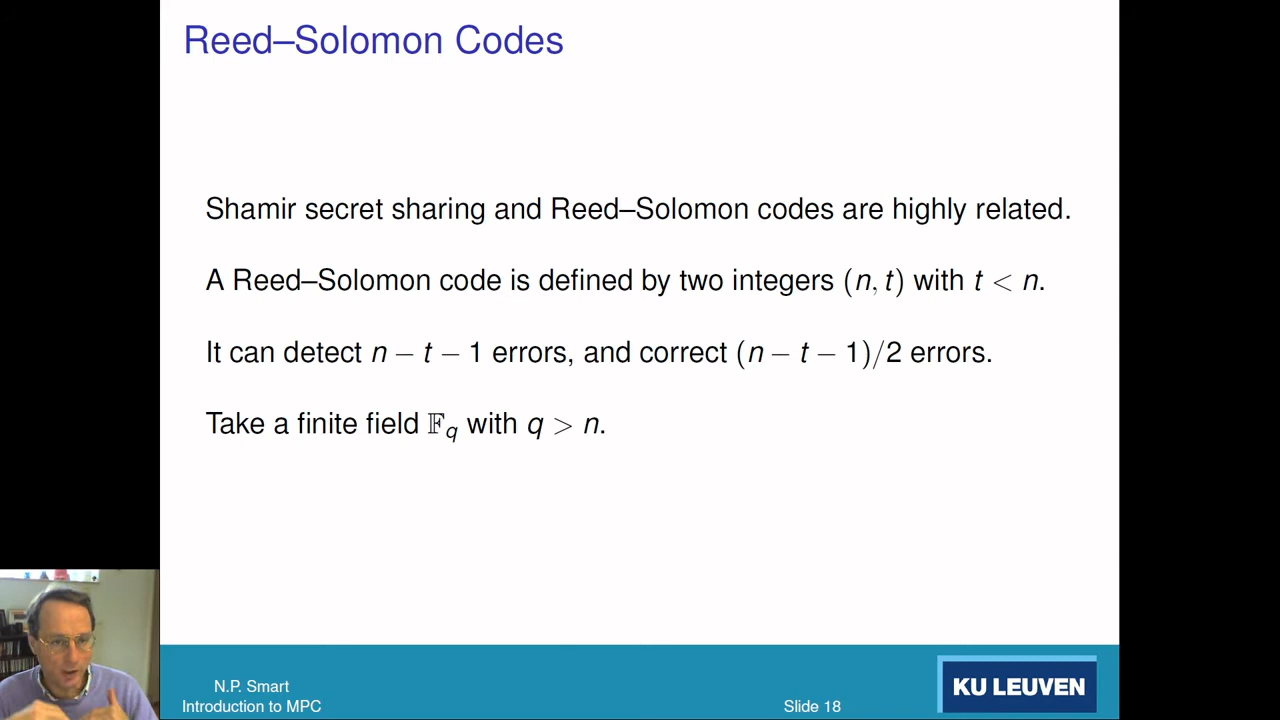 Reed–Solomon Codes
Shamir secret sharing and Reed–Solomon codes are highly related.
A Reed–Solomon code is defined by two integers (n, t) with t < n.
It can detect n − t − 1 errors, and correct (n − t − 1)/2 errors.
Take a finite field 𝔽q with q > n.
N.P. Smart
Introduction to MPC
Slide 18
KU LEUVEN